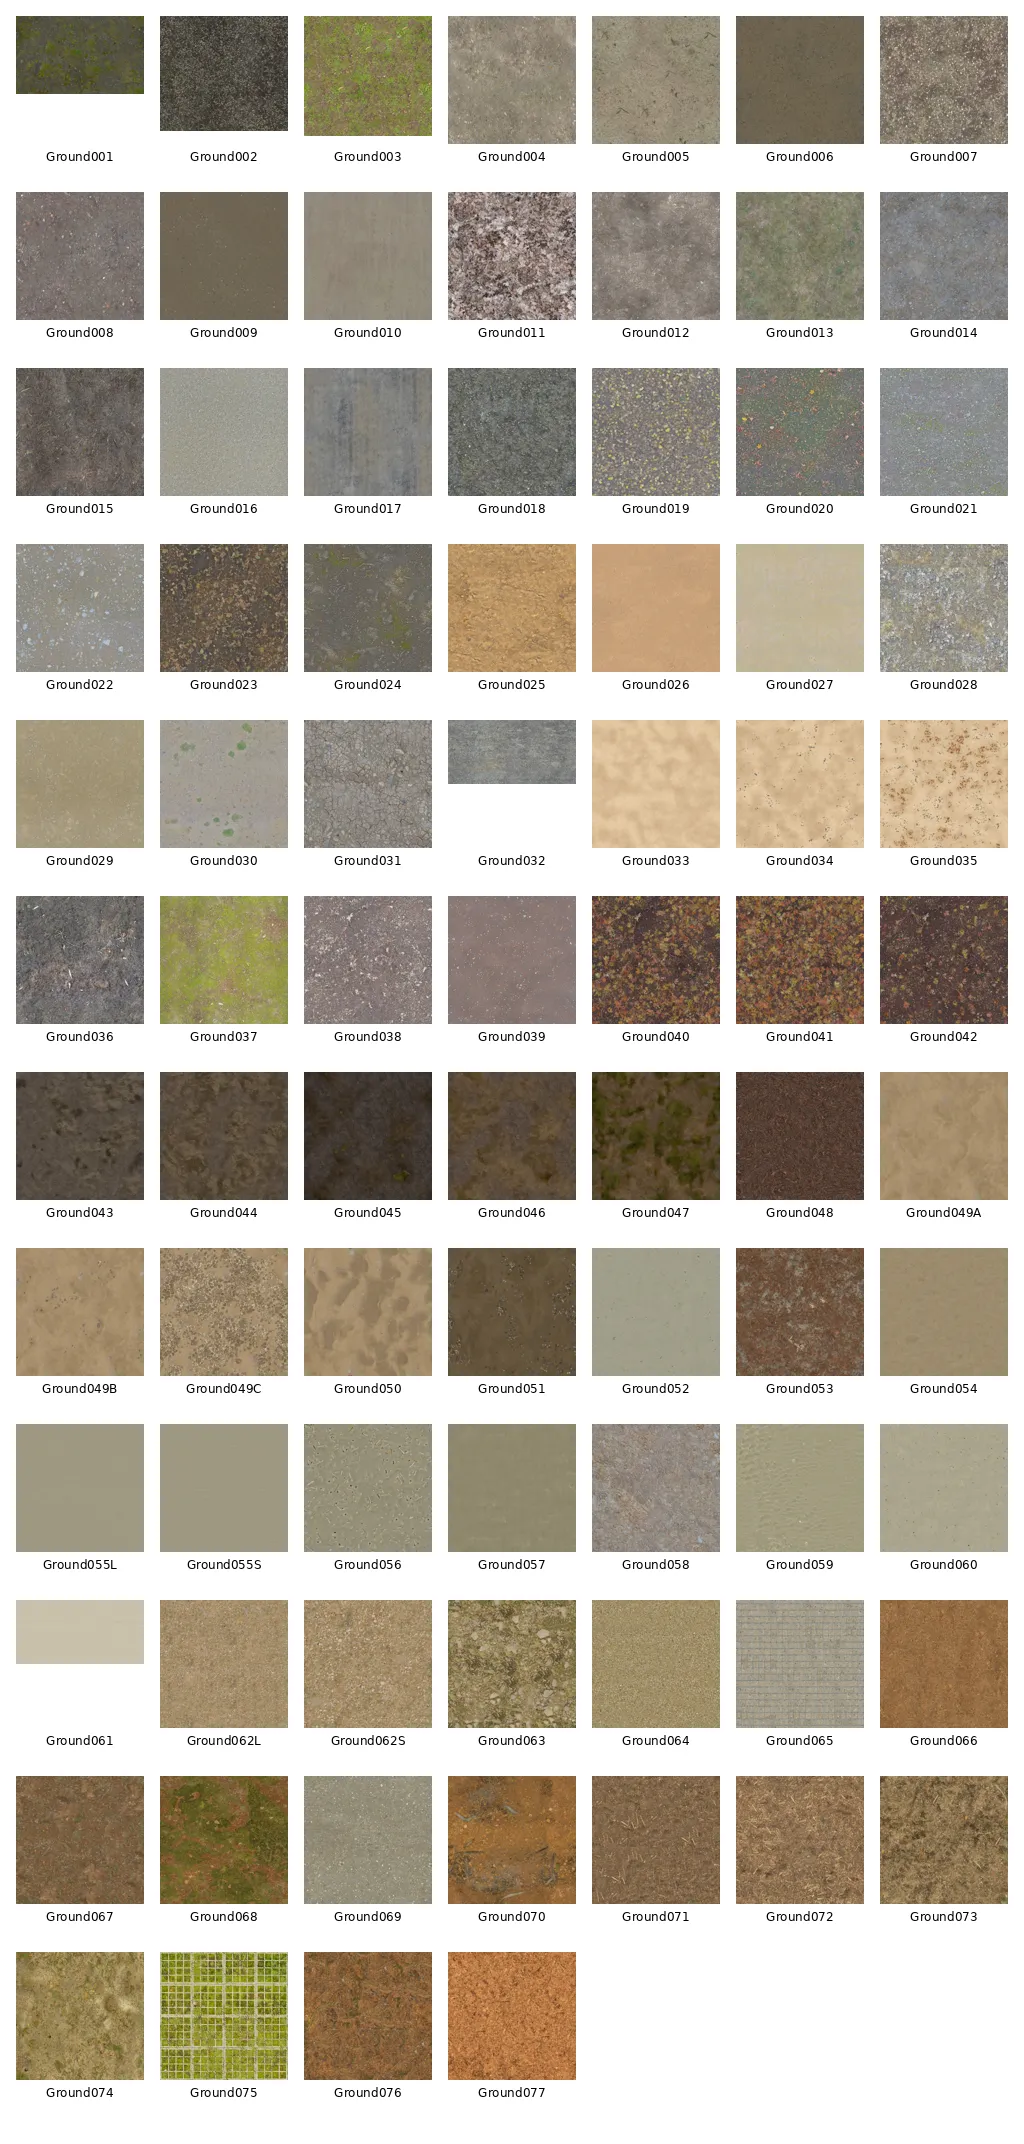 Ground001 Ground002 Ground003 Ground004 Ground005 Ground006 Ground007
Ground008 Ground009 Ground010 Ground011 Ground012 Ground013 Ground014
Ground015 Ground016 Ground017 Ground018 Ground019 Ground020 Ground021
Ground022 Ground023 Ground024 Ground025 Ground026 Ground027 Ground028
Ground029 Ground030 Ground031 Ground032 Ground033 Ground034 Ground035
Ground036 Ground037 Ground038 Ground039 Ground040 Ground041 Ground042
Ground043 Ground044 Ground045 Ground046 Ground047 Ground048 Ground049A
Ground049B Ground049C Ground050 Ground051 Ground052 Ground053 Ground054
Ground055L Ground055S Ground056 Ground057 Ground058 Ground059 Ground060
Ground061 Ground062L Ground062S Ground063 Ground064 Ground065 Ground066
Ground067 Ground068 Ground069 Ground070 Ground071 Ground072 Ground073
Ground074 Ground075 Ground076 Ground077